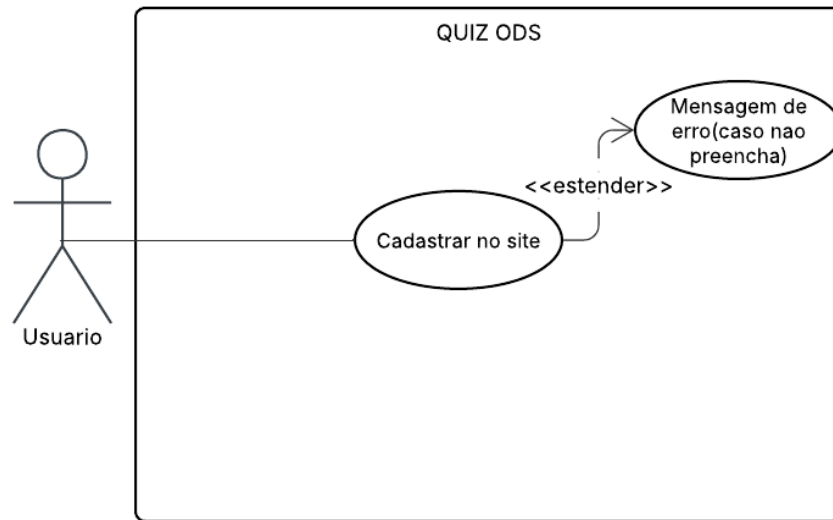 QUIZ ODS
Mensagem de
erro(caso nao
preencha)
<<estender>>
Cadastrar no site
Usuario